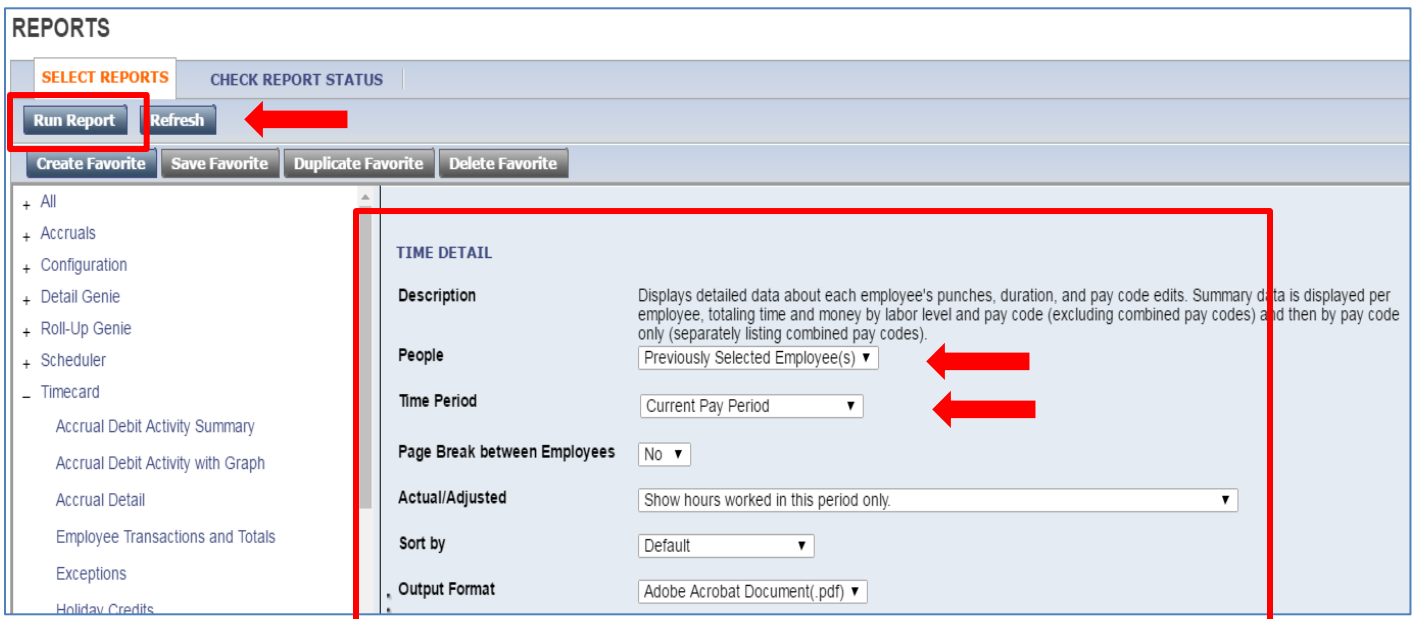 REPORTS
SELECT REPORTS CHECK REPORT STATUS
Run Report Refresh
Create Favorite Save Favorite Duplicate Favorite Delete Favorite
+ All
+ Accruals
+ Configuration
+ Detail Genie
+ Roll-Up Genie
+ Scheduler
- Timecard
Accrual Debit Activity Summary
Accrual Debit Activity with Graph
Accrual Detail
Employee Transactions and Totals
Exceptions
Holiday Credits
TIME DETAIL
Description Displays detailed data about each employee's punches, duration, and pay code edits. Summary data is displayed per
employee, totaling time and money by labor level and pay code (excluding combined pay codes) and then by pay code
only (separately listing combined pay codes).
People Previously Selected Employee(s)
Time Period Current Pay Period
Page Break between Employees No
Actual/Adjusted Show hours worked in this period only.
Sort by Default
Output Format Adobe Acrobat Document(.pdf)